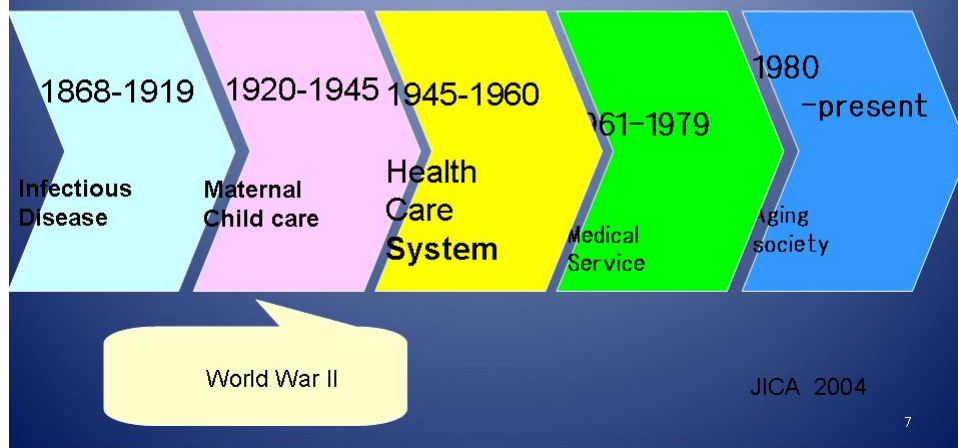 1868-1919
Infectious
Disease
1920-1945
Maternal
Child care
1945-1960
Health
Care
System
961-1979
Medical
Service
1980
-present
Aging
society
World War II
JICA 2004
7